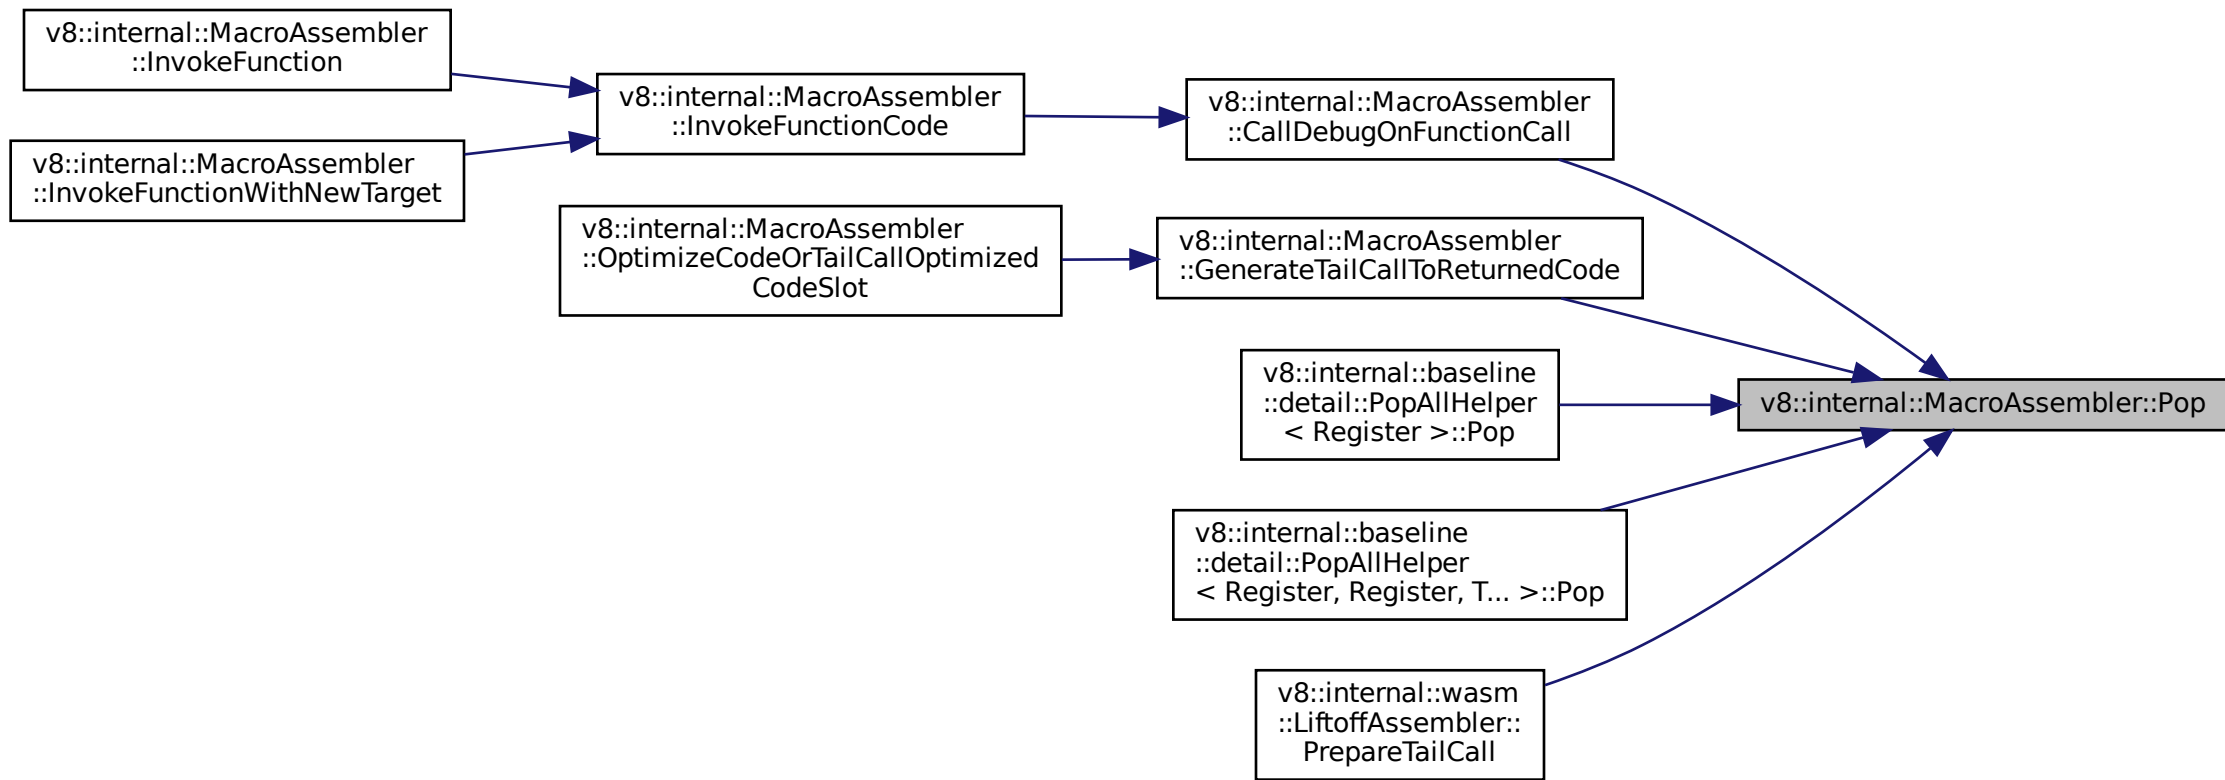 v8::internal::MacroAssembler
::InvokeFunction
v8::internal::MacroAssembler
::InvokeFunctionWithNewTarget
v8::internal::MacroAssembler
::InvokeFunctionCode
v8::internal::MacroAssembler
::OptimizeCodeOrTailCallOptimized
CodeSlot
v8::internal::MacroAssembler
::CallDebugOnFunctionCall
v8::internal::MacroAssembler
::GenerateTailCallToReturnedCode
v8::internal::baseline
::detail::PopAllHelper
< Register >::Pop
v8::internal::baseline
::detail::PopAllHelper
< Register, Register, T... >::Pop
v8::internal::wasm
::LiftoffAssembler::
PrepareTailCall
v8::internal::MacroAssembler::Pop